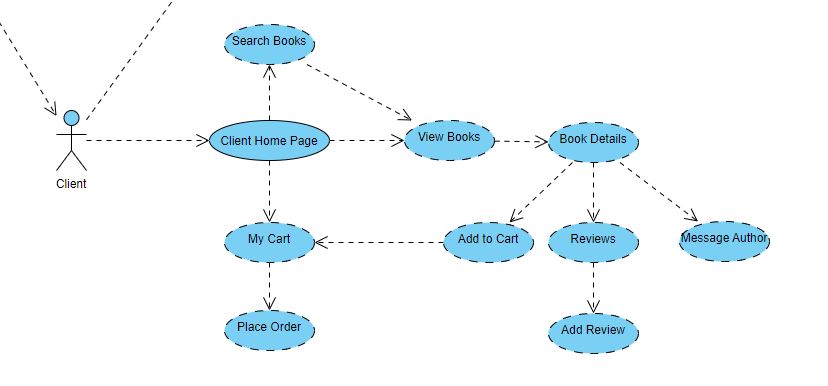 Search Books
Client Home Page
View Books
Book Details
Client
My Cart
Add to Cart
Reviews
Message Author
Place Order
Add Review